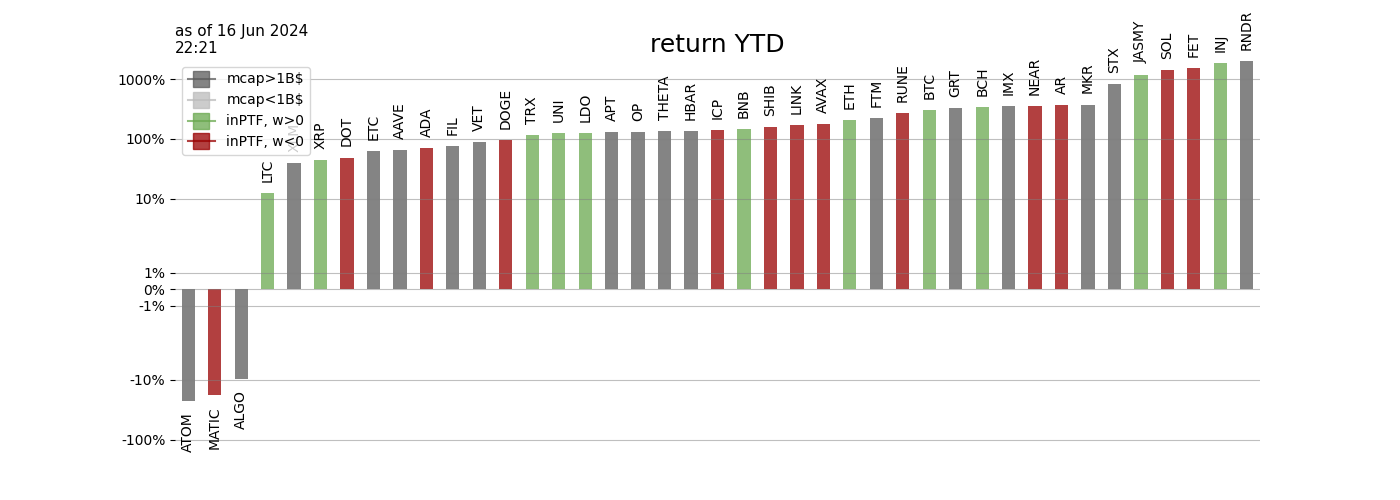 as of 16 Jun 2024
22:21
return YTD
mcap>1B$
mcap<1B$
inPTF, w>0
inPTF, w<0
1000%
100%
10%
1%
0%
-1%
-10%
-100%
ATOM
MATIC
ALGO
LTC
XRP
DOT
ETC
AAVE
ADA
FIL
VET
DOGE
TRX
UNI
LDO
APT
OP
THETA
HBAR
ICP
BNB
SHIB
LINK
AVAX
ETH
FTM
RUNE
BTC
GRT
BCH
IMX
NEAR
AR
MKR
STX
JASMY
SOL
FET
INJ
RNDR